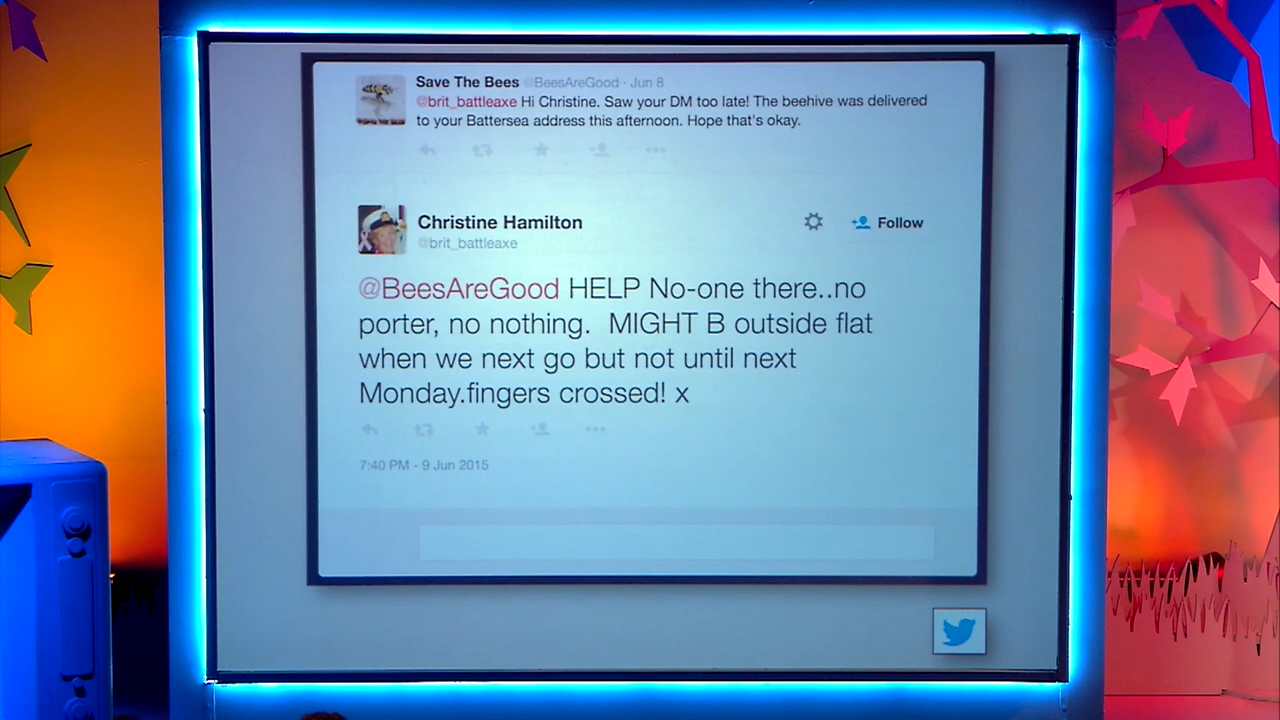 Save The Bees @BeesAreGood · Jun 8
@brit_battleaxe Hi Christine. Saw your DM too late! The beehive was delivered
to your Battersea address this afternoon. Hope that's okay.
Christine Hamilton
@brit_battleaxe
Follow
@BeesAreGood HELP No-one there..no
porter, no nothing.  MIGHT B outside flat
when we next go but not until next
Monday.fingers crossed! x
7:40 PM - 9 Jun 2015